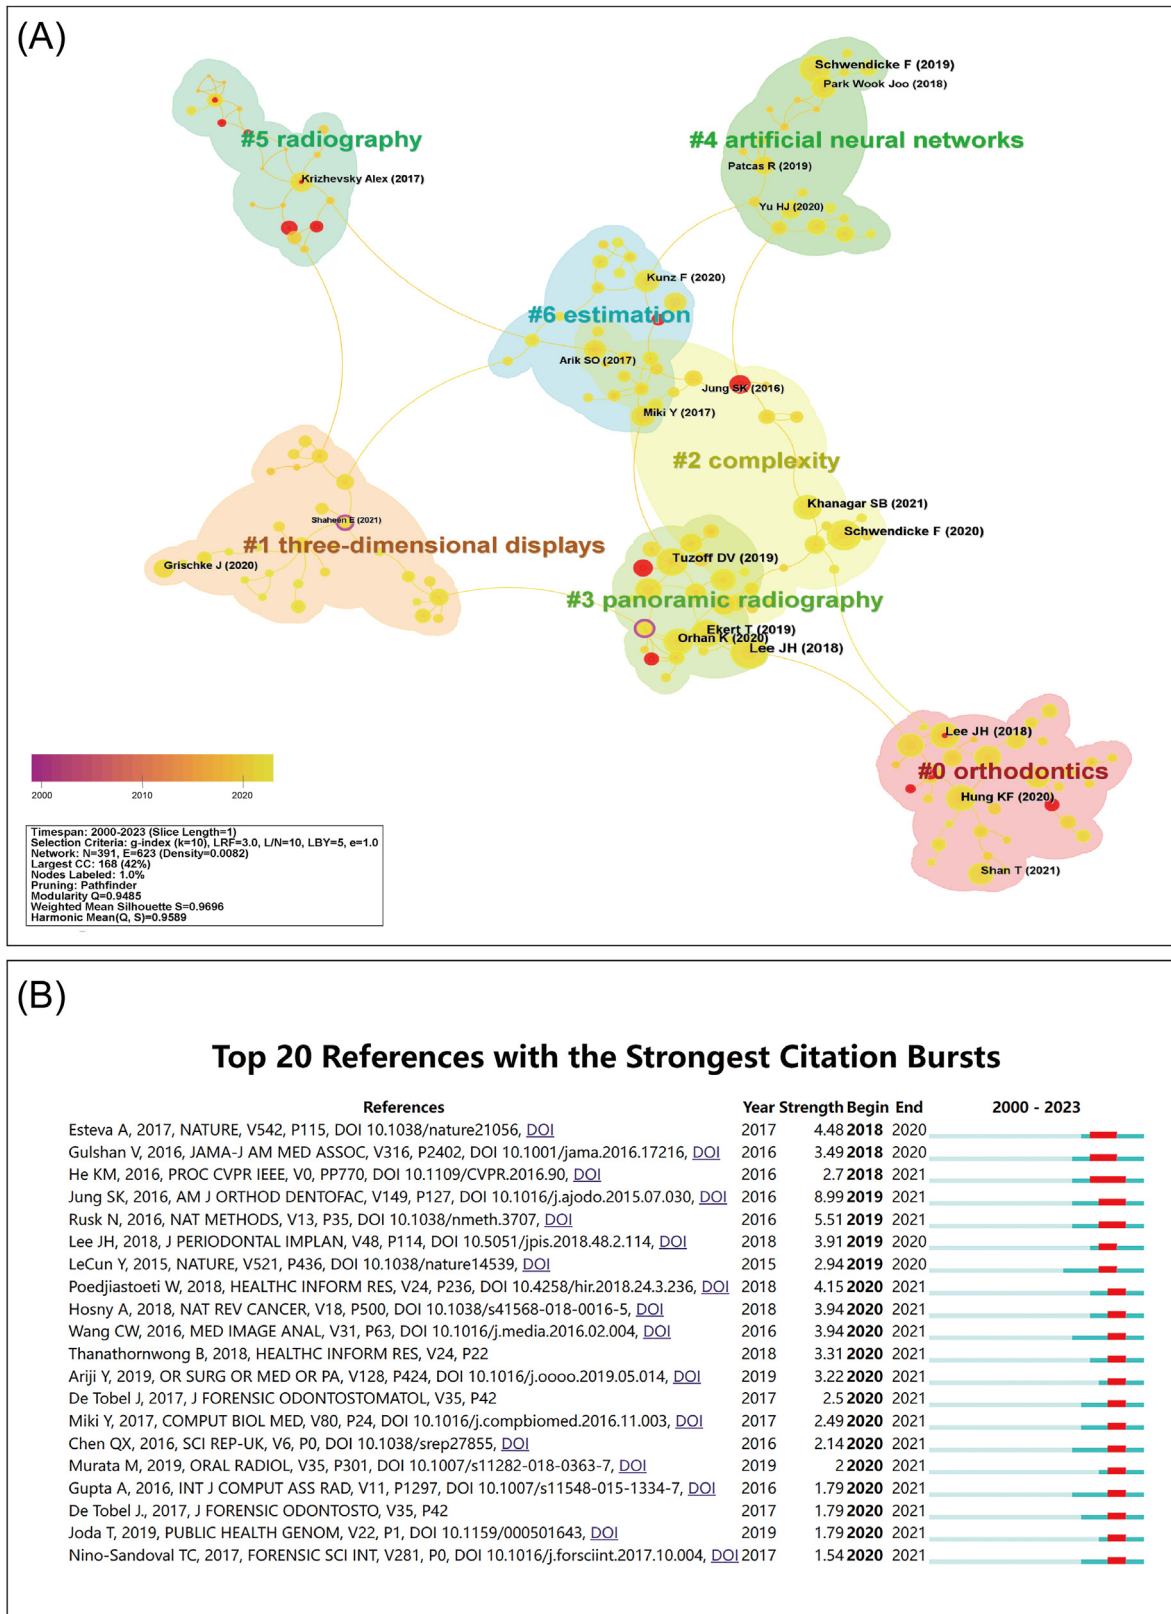 (A)
Schwendicke F (2019)
Park Wook Joo (2018)
#5 radiography
#4 artificial neural networks
Patcas R (2019)
Krizhevsky Alex (2017)
Yu HJ (2020)
Kunz F (2020)
#6 estimation
Arik SO (2017)
Jung SK (2016)
Miki Y (2017)
#2 complexity
Khanagar SB (2021)
Shaheen E (2021)
Schwendicke F (2020)
#1 three-dimensional displays
Tuzoff DV (2019)
Grischke J (2020)
#3 panoramic radiography
Ekert T (2019)
Orhan K (2020)
Lee JH (2018)
Lee JH (2018)
#0 orthodontics
Hung KF (2020)
Shan T (2021)
2000 2010 2020
Timespan: 2000-2023 (Slice Length=1)
Selection Criteria: g-index (k=10), LRF=3.0, L/N=10, LBY=5, e=1.0
Network: N=391, E=623 (Density=0.0082)
Largest CC: 168 (42%)
Nodes Labeled: 1.0%
Pruning: Pathfinder
Modularity Q=0.9485
Weighted Mean Silhouette S=0.9696
Harmonic Mean(Q, S)=0.9589
(B)
Top 20 References with the Strongest Citation Bursts
References Year Strength Begin End 2000 - 2023
Esteva A, 2017, NATURE, V542, P115, DOI 10.1038/nature21056, DOI 2017 4.48 2018 2020
Gulshan V, 2016, JAMA-J AM MED ASSOC, V316, P2402, DOI 10.1001/jama.2016.17216, DOI 2016 3.49 2018 2020
He KM, 2016, PROC CVPR IEEE, V0, PP770, DOI 10.1109/CVPR.2016.90, DOI 2016 2.7 2018 2021
Jung SK, 2016, AM J ORTHOD DENTOFAC, V149, P127, DOI 10.1016/j.ajodo.2015.07.030, DOI 2016 8.99 2019 2021
Rusk N, 2016, NAT METHODS, V13, P35, DOI 10.1038/nmeth.3707, DOI 2016 5.51 2019 2021
Lee JH, 2018, J PERIODONTAL IMPLAN, V48, P114, DOI 10.5051/jpis.2018.48.2.114, DOI 2018 3.91 2019 2020
LeCun Y, 2015, NATURE, V521, P436, DOI 10.1038/nature14539, DOI 2015 2.94 2019 2020
Poedjiastoeti W, 2018, HEALTHC INFORM RES, V24, P236, DOI 10.4258/hir.2018.24.3.236, DOI 2018 4.15 2020 2021
Hosny A, 2018, NAT REV CANCER, V18, P500, DOI 10.1038/s41568-018-0016-5, DOI 2018 3.94 2020 2021
Wang CW, 2016, MED IMAGE ANAL, V31, P63, DOI 10.1016/j.media.2016.02.004, DOI 2016 3.94 2020 2021
Thanathornwong B, 2018, HEALTHC INFORM RES, V24, P22 2018 3.31 2020 2021
Ariji Y, 2019, OR SURG OR MED OR PA, V128, P424, DOI 10.1016/j.oooo.2019.05.014, DOI 2019 3.22 2020 2021
De Tobel J, 2017, J FORENSIC ODONTOSTOMATOL, V35, P42 2017 2.5 2020 2021
Miki Y, 2017, COMPUT BIOL MED, V80, P24, DOI 10.1016/j.compbiomed.2016.11.003, DOI 2017 2.49 2020 2021
Chen QX, 2016, SCI REP-UK, V6, P0, DOI 10.1038/srep27855, DOI 2016 2.14 2020 2021
Murata M, 2019, ORAL RADIOL, V35, P301, DOI 10.1007/s11282-018-0363-7, DOI 2019 2 2020 2021
Gupta A, 2016, INT J COMPUT ASS RAD, V11, P1297, DOI 10.1007/s11548-015-1334-7, DOI 2016 1.79 2020 2021
De Tobel J., 2017, J FORENSIC ODONTOSTO, V35, P42 2017 1.79 2020 2021
Joda T, 2019, PUBLIC HEALTH GENOM, V22, P1, DOI 10.1159/000501643, DOI 2019 1.79 2020 2021
Nino-Sandoval TC, 2017, FORENSIC SCI INT, V281, P0, DOI 10.1016/j.forsciint.2017.10.004, DOI 2017 1.54 2020 2021